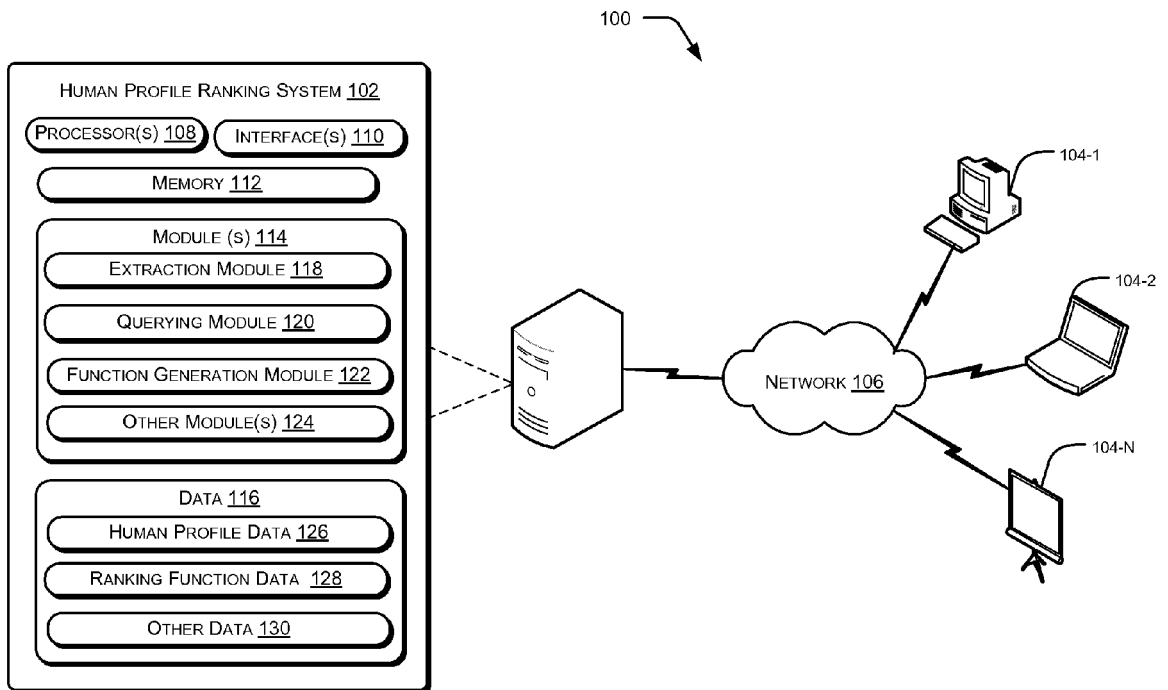 100
HUMAN PROFILE RANKING SYSTEM 102
PROCESSOR(S) 108
INTERFACE(S) 110
MEMORY 112
MODULE (S) 114
EXTRACTION MODULE 118
QUERYING MODULE 120
FUNCTION GENERATION MODULE 122
OTHER MODULE(S) 124
DATA 116
HUMAN PROFILE DATA 126
RANKING FUNCTION DATA 128
OTHER DATA 130
NETWORK 106
104-1
104-2
104-N